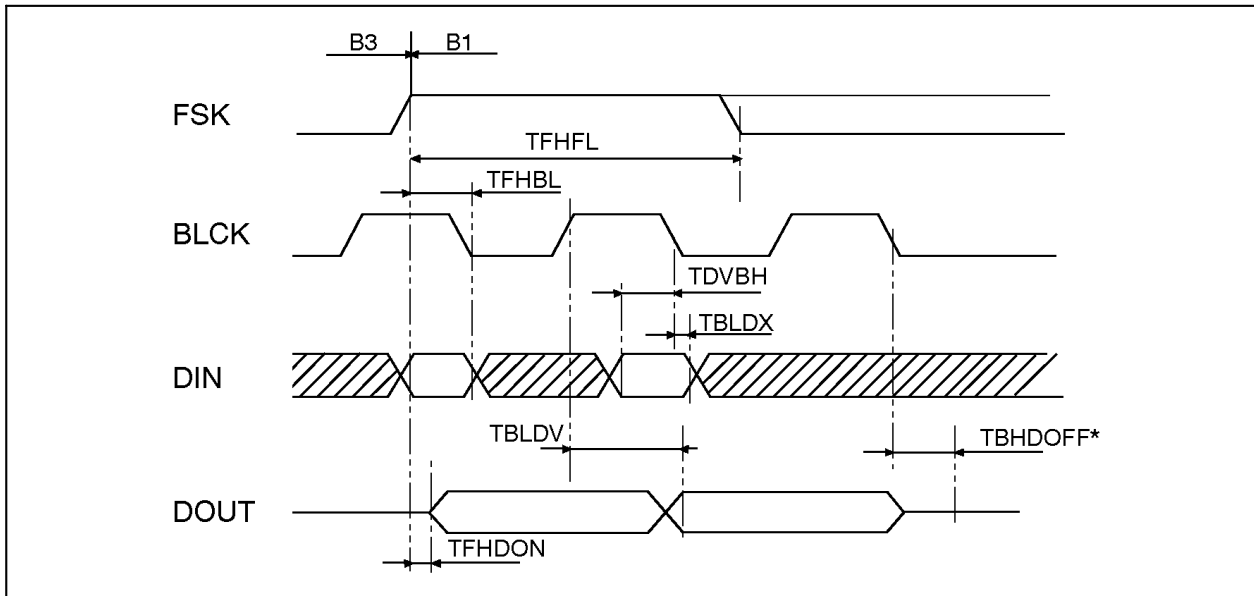 B3 B1
FSK
TFHFL
TFHBL
BLCK
TDVBH
TBLDX
DIN
TBLDV
TBHDOFF*
DOUT
TFHDON